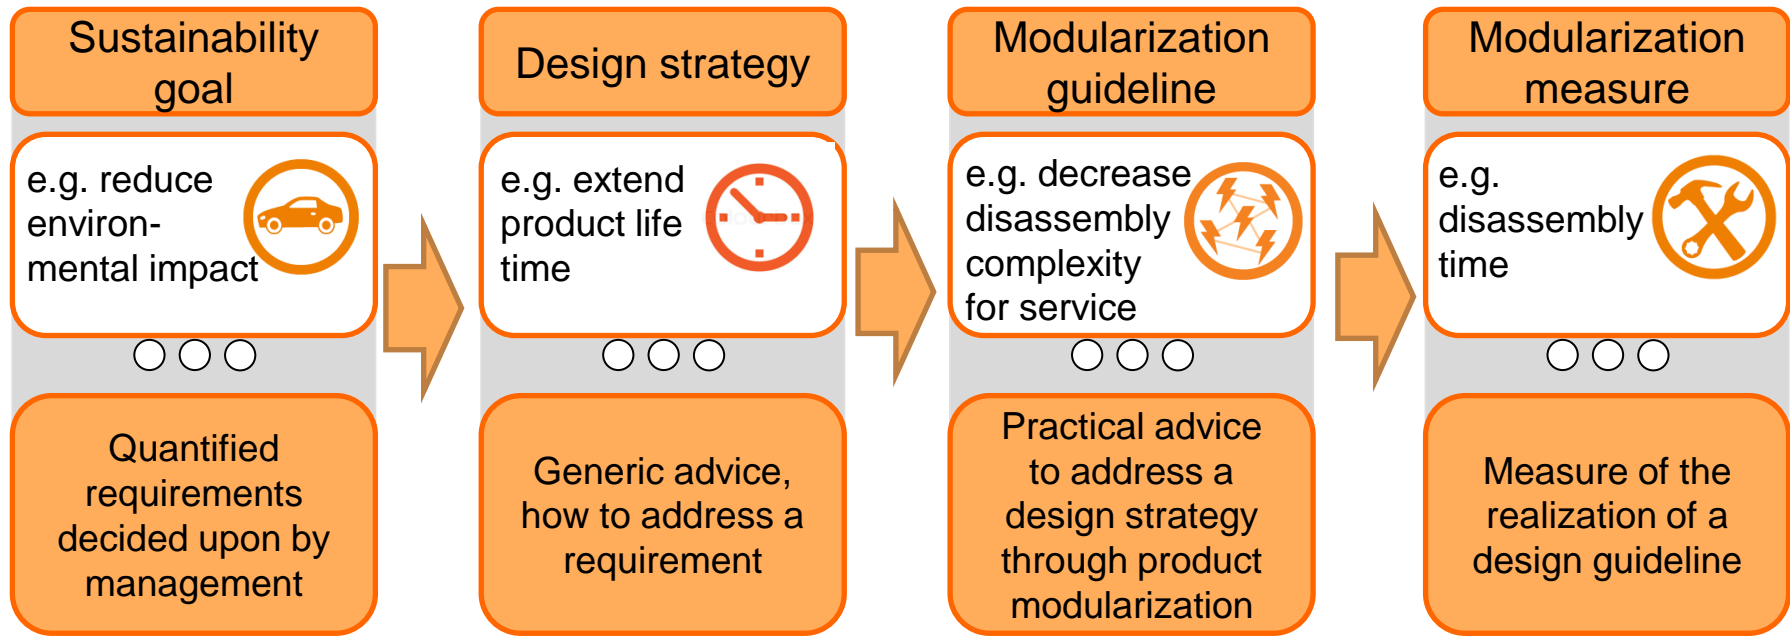 Sustainability
goal
e.g. reduce
environ-
mental impact
Quantified
requirements
decided upon by
management
Design strategy
e.g. extend
product life
time
Generic advice,
how to address a
requirement
Modularization
guideline
e.g. decrease
disassembly
complexity
for service
Practical advice
to address a
design strategy
through product
modularization
Modularization
measure
e.g.
disassembly
time
Measure of the
realization of a
design guideline